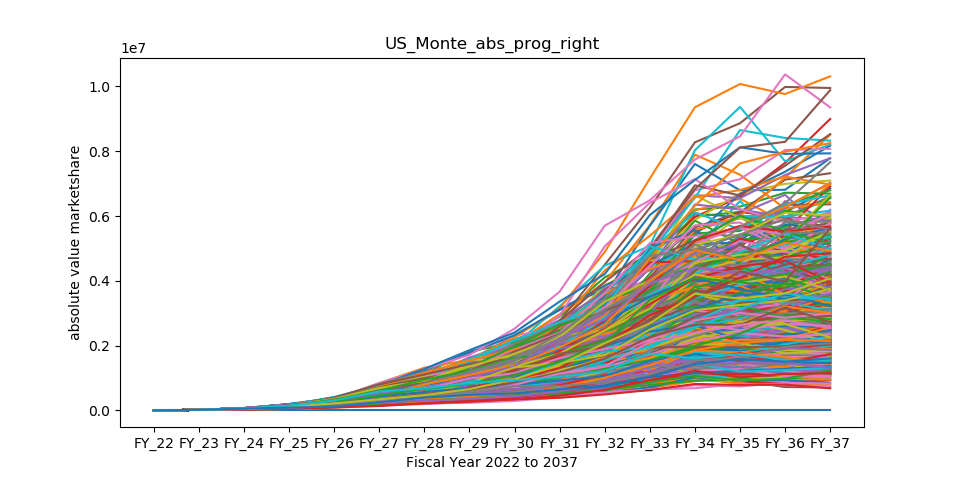 US_Monte_abs_prog_right
1e7
1.0
0.8
0.6
0.4
0.2
0.0
absolute value marketshare
FY_22 FY_23 FY_24 FY_25 FY_26 FY_27 FY_28 FY_29 FY_30 FY_31 FY_32 FY_33 FY_34 FY_35 FY_36 FY_37
Fiscal Year 2022 to 2037